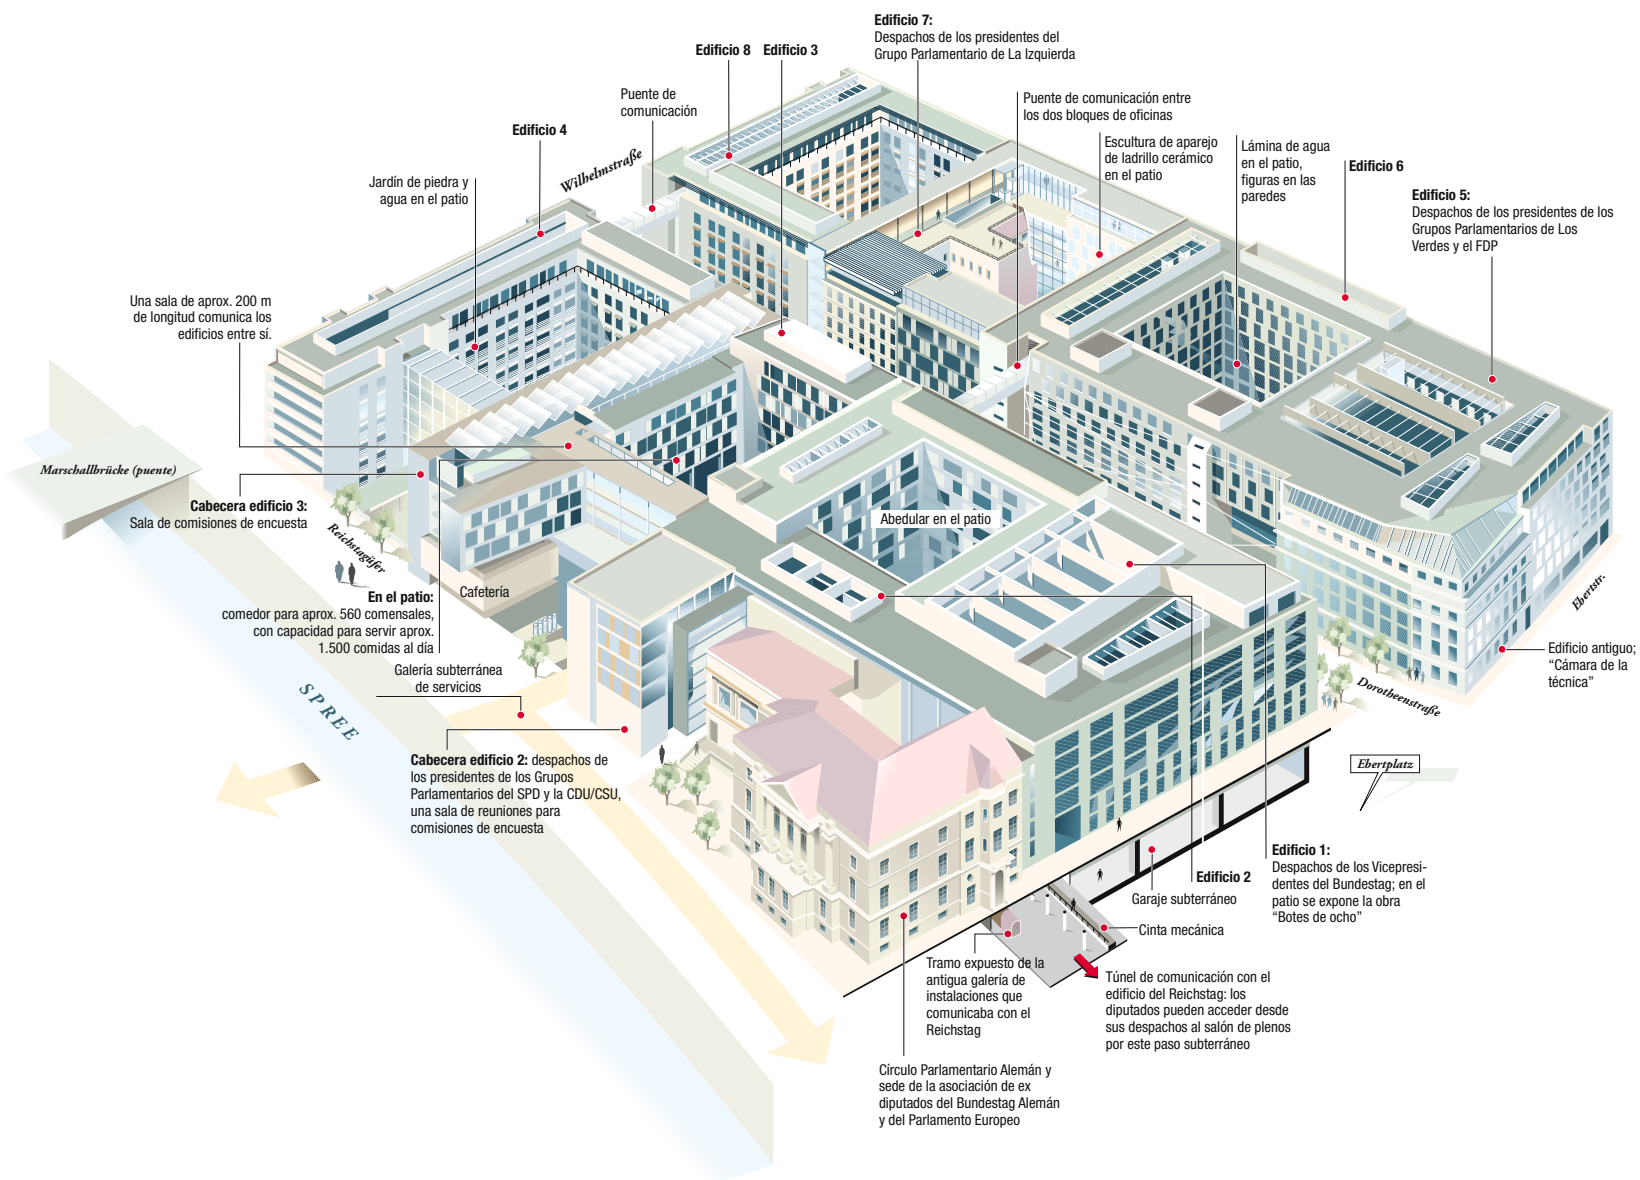 Edificio 7:
Despachos de los presidentes del
Grupo Parlamentario de La Izquierda
Edificio 8
Edificio 3
Puente de
comunicación
Puente de comunicación entre
los dos bloques de oficinas
Edificio 4
Escultura de aparejo
de ladrillo cerámico
en el patio
Lámina de agua
en el patio,
figuras en las
paredes
Edificio 6
Wilhelmstraße
Jardín de piedra y
agua en el patio
Edificio 5:
Despachos de los presidentes de los
Grupos Parlamentarios de Los
Verdes y el FDP
Una sala de aprox. 200 m
de longitud comunica los
edificios entre sí.
Marschallbrücke (puente)
Cabecera edificio 3:
Sala de comisiones de encuesta
Abedular en el patio
Reichstagüfer
Cafetería
En el patio:
comedor para aprox. 560 comensales,
con capacidad para servir aprox.
1.500 comidas al día
Ebertstr.
Edificio antiguo;
“Cámara de la
técnica”
Galería subterránea
de servicios
Dorotheenstraße
SPREE
Cabecera edificio 2: despachos de
los presidentes de los Grupos
Parlamentarios del SPD y la CDU/CSU,
una sala de reuniones para
comisiones de encuesta
Ebertplatz
Edificio 1:
Despachos de los Vicepresi-
dentes del Bundestag; en el
patio se expone la obra
“Botes de ocho”
Edificio 2
Garaje subterráneo
Cinta mecánica
Tramo expuesto de la
antigua galería de
instalaciones que
comunicaba con el
Reichstag
Túnel de comunicación con el
edificio del Reichstag: los
diputados pueden acceder desde
sus despachos al salón de plenos
por este paso subterráneo
Círculo Parlamentario Alemán y
sede de la asociación de ex
diputados del Bundestag Alemán
y del Parlamento Europeo